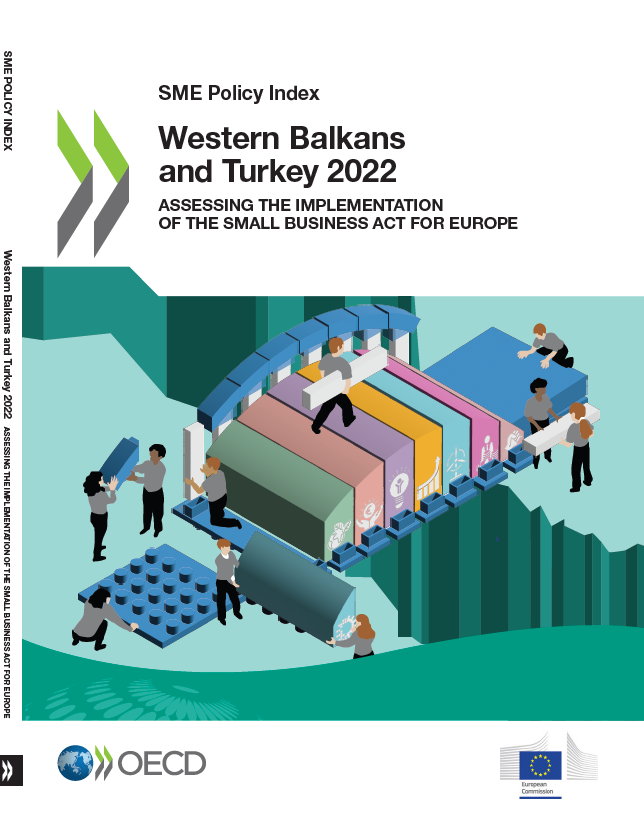 SME POLICY INDEX
Western Balkans and Turkey 2022
ASSESSING THE IMPLEMENTATION OF THE SMALL BUSINESS ACT FOR EUROPE
SME Policy Index
Western Balkans
and Turkey 2022
ASSESSING THE IMPLEMENTATION
OF THE SMALL BUSINESS ACT FOR EUROPE
OECD
European
Commission